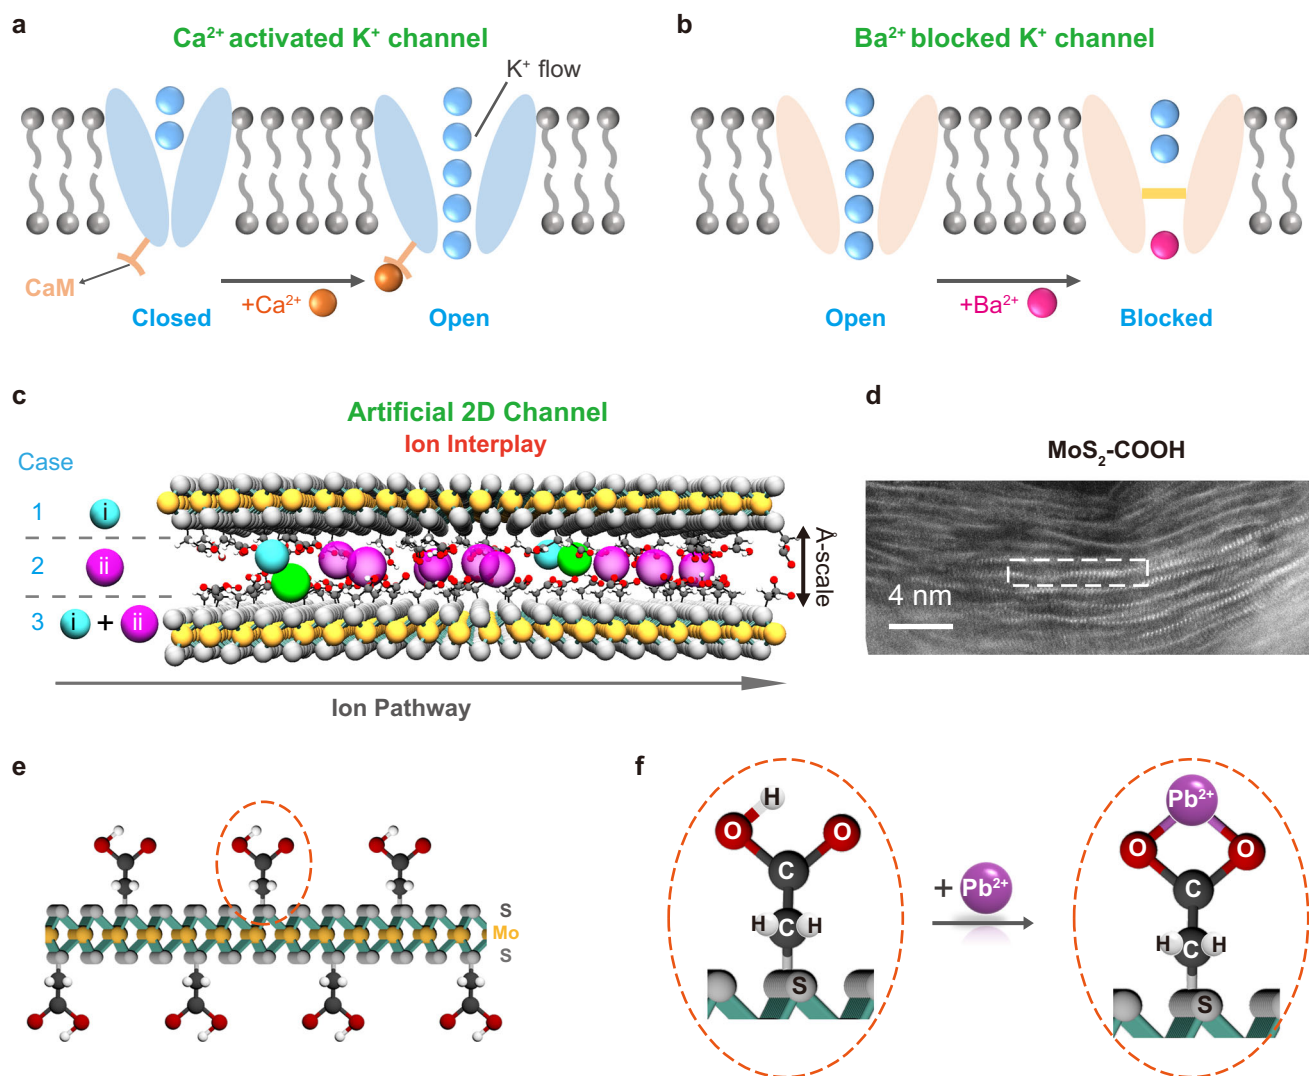 a
Ca²⁺ activated K⁺ channel
K⁺ flow
CaM
+Ca²⁺
Closed
Open
b
Ba²⁺ blocked K⁺ channel
+Ba²⁺
Open
Blocked
c
Artificial 2D Channel
Ion Interplay
Case
1 i
2 ii
3 i + ii
Å-scale
Ion Pathway
d
MoS₂-COOH
4 nm
e
S
Mo
S
f
H
O O
C
H C H
S
+ Pb²⁺
Pb²⁺
O O
C
H C H
S